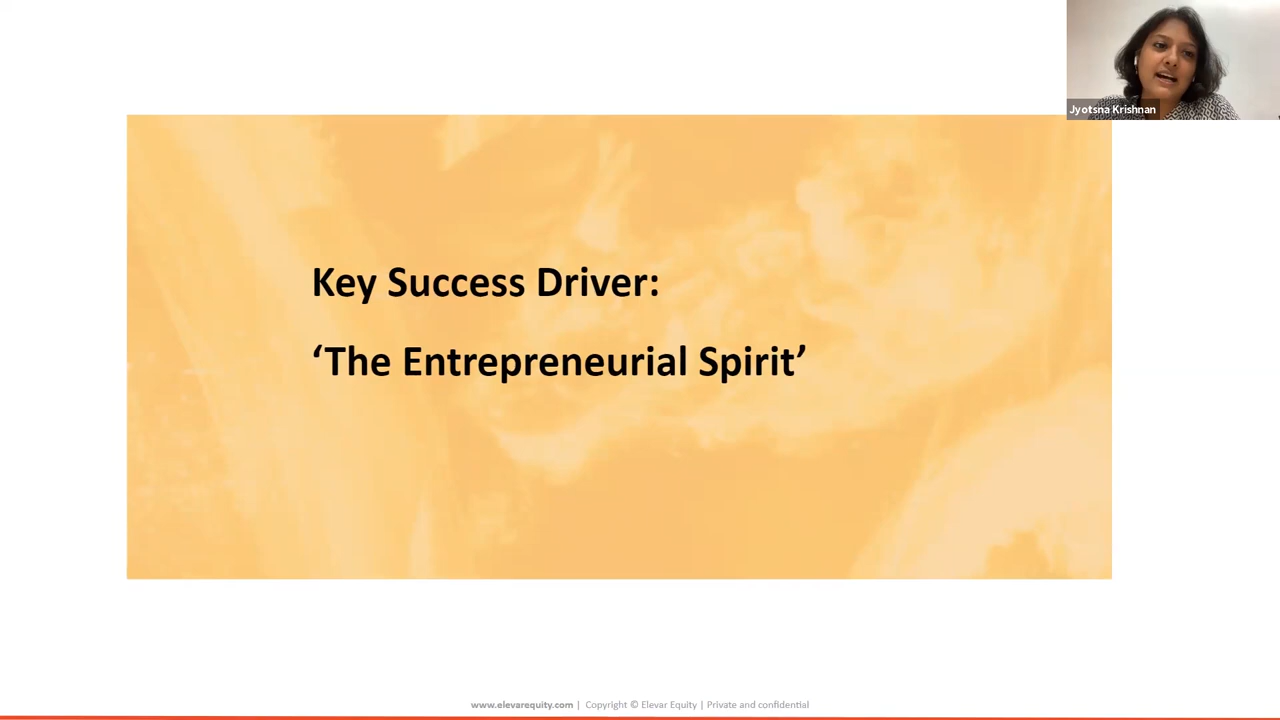 Jyotsna Krishnan
Key Success Driver:
‘The Entrepreneurial Spirit’
www.elevarequity.com | Copyright © Elevar Equity | Private and confidential